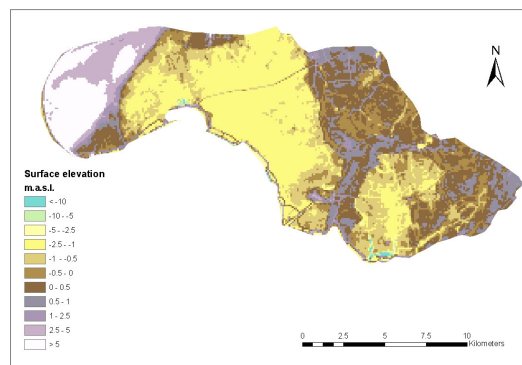 N
Surface elevation
m.a.s.l.
< -10
-10 - -5
-5 - -2.5
-2.5 - -1
-1 - -0.5
-0.5 - 0
0 - 0.5
0.5 - 1
1 - 2.5
2.5 - 5
> 5
0 1.25 2.5 5 7.5 10
Kilometers